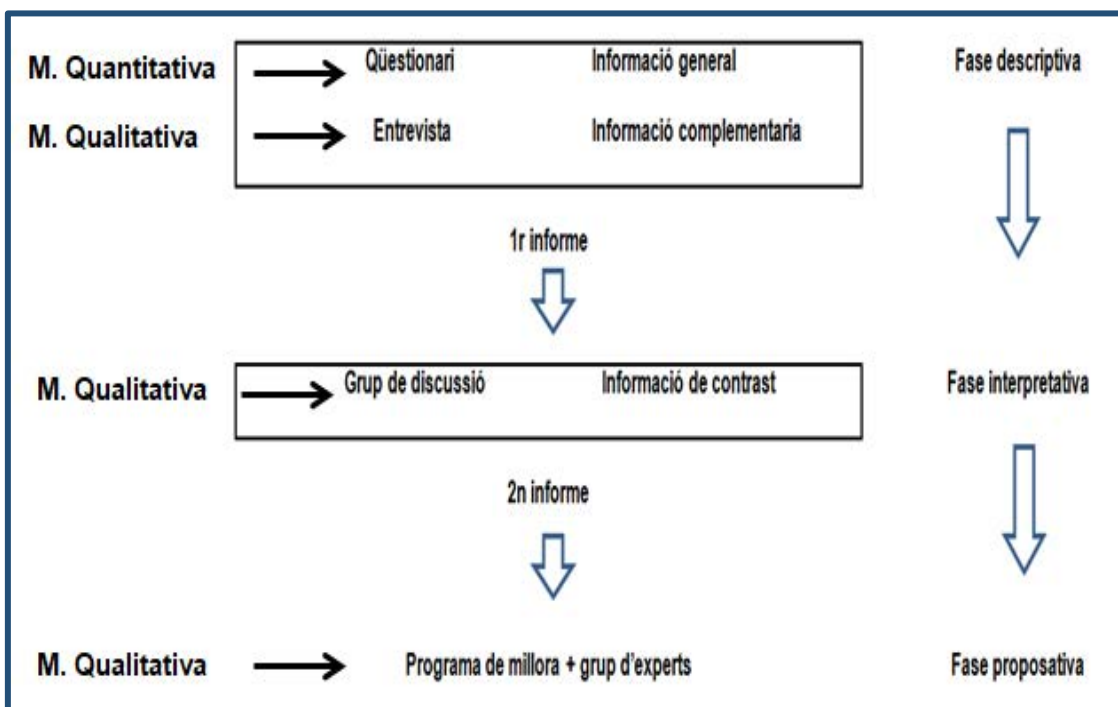 M. Quantitativa Qüestionari Informació general Fase descriptiva
M. Qualitativa Entrevista Informació complementaria
1r informe
M. Qualitativa Grup de discussió Informació de contrast Fase interpretativa
2n informe
M. Qualitativa Programa de millora + grup d'experts Fase proposativa